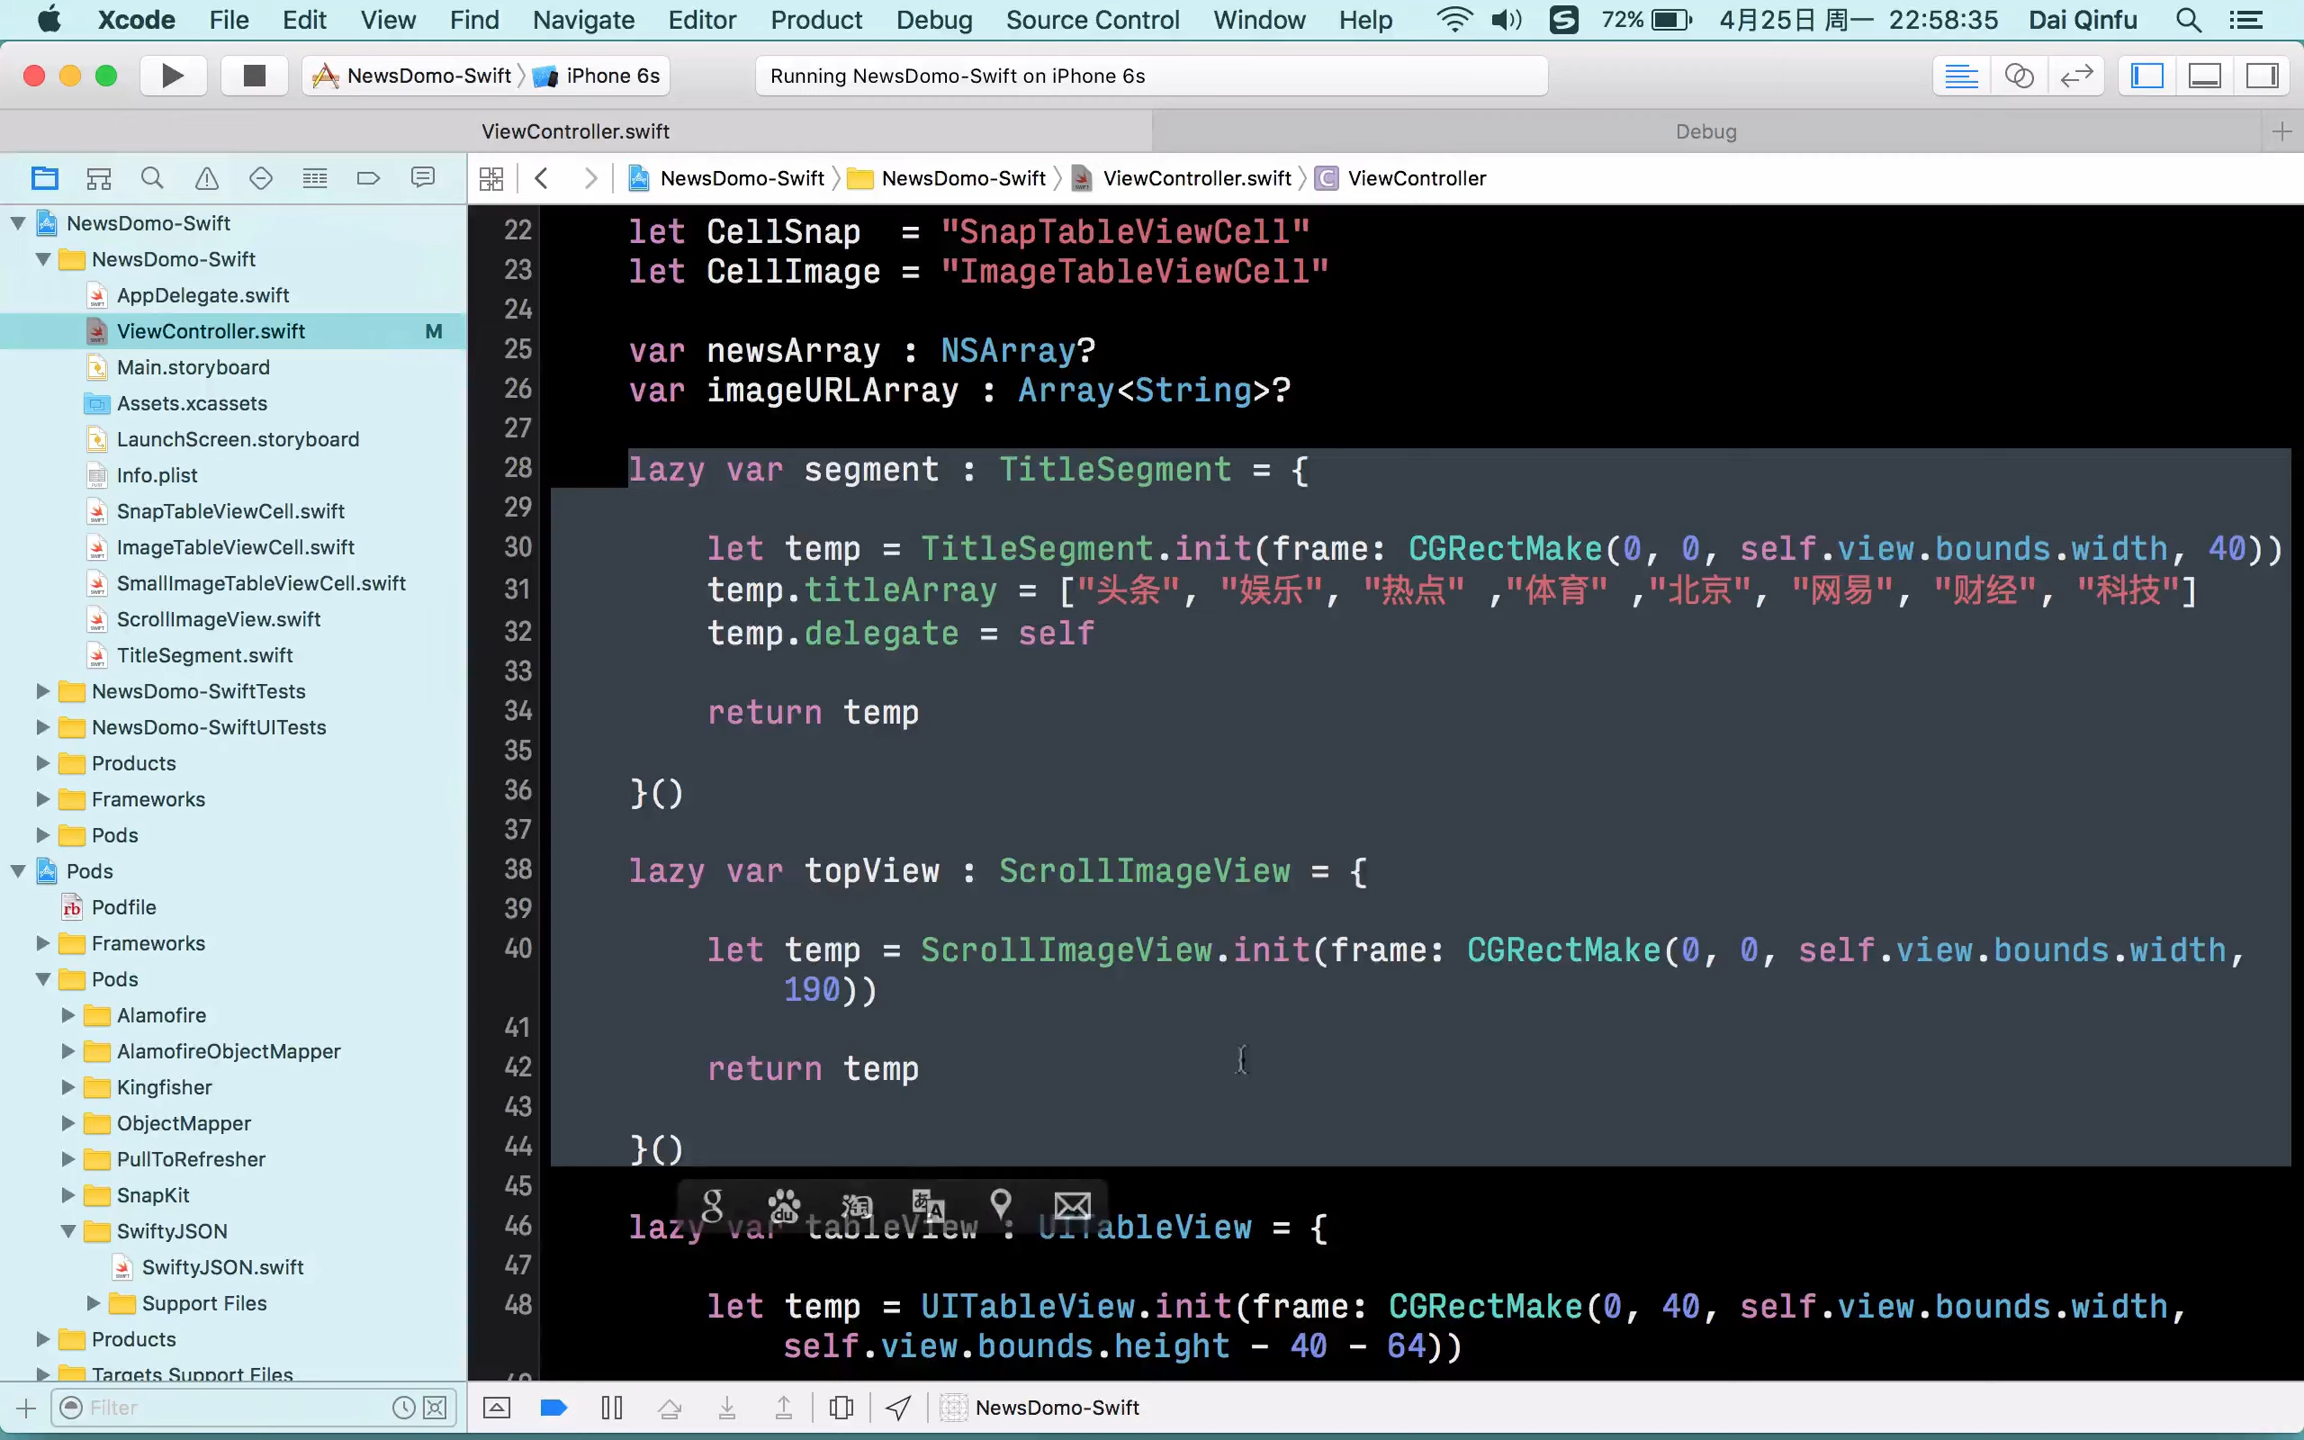 Xcode File Edit View Find Navigate Editor Product Debug Source Control Window Help 72% 4月25日 周一 22:58:35 Dai Qinfu
NewsDomo-Swift iPhone 6s Running NewsDomo-Swift on iPhone 6s
ViewController.swift Debug
NewsDomo-Swift NewsDomo-Swift ViewController.swift C ViewController
NewsDomo-Swift
NewsDomo-Swift
AppDelegate.swift
ViewController.swift M
Main.storyboard
Assets.xcassets
LaunchScreen.storyboard
Info.plist
SnapTableViewCell.swift
ImageTableViewCell.swift
SmallImageTableViewCell.swift
ScrollImageView.swift
TitleSegment.swift
NewsDomo-SwiftTests
NewsDomo-SwiftUITests
Products
Frameworks
Pods
Pods
Podfile
Frameworks
Pods
Alamofire
AlamofireObjectMapper
Kingfisher
ObjectMapper
PullToRefresher
SnapKit
SwiftyJSON
SwiftyJSON.swift
Support Files
Products
Targets Support Files
Filter
22 let CellSnap = "SnapTableViewCell"
23 let CellImage = "ImageTableViewCell"
24
25 var newsArray : NSArray?
26 var imageURLArray : Array<String>?
27
28 lazy var segment : TitleSegment = {
29
30 let temp = TitleSegment.init(frame: CGRectMake(0, 0, self.view.bounds.width, 40))
31 temp.titleArray = ["头条", "娱乐", "热点" ,"体育" ,"北京", "网易", "财经", "科技"]
32 temp.delegate = self
33
34 return temp
35
36 }()
37
38 lazy var topView : ScrollImageView = {
39
40 let temp = ScrollImageView.init(frame: CGRectMake(0, 0, self.view.bounds.width,
190))
41
42 return temp
43
44 }()
45
46 lazy var tableView : UITableView = {
47
48 let temp = UITableView.init(frame: CGRectMake(0, 40, self.view.bounds.width,
self.view.bounds.height - 40 - 64))
NewsDomo-Swift